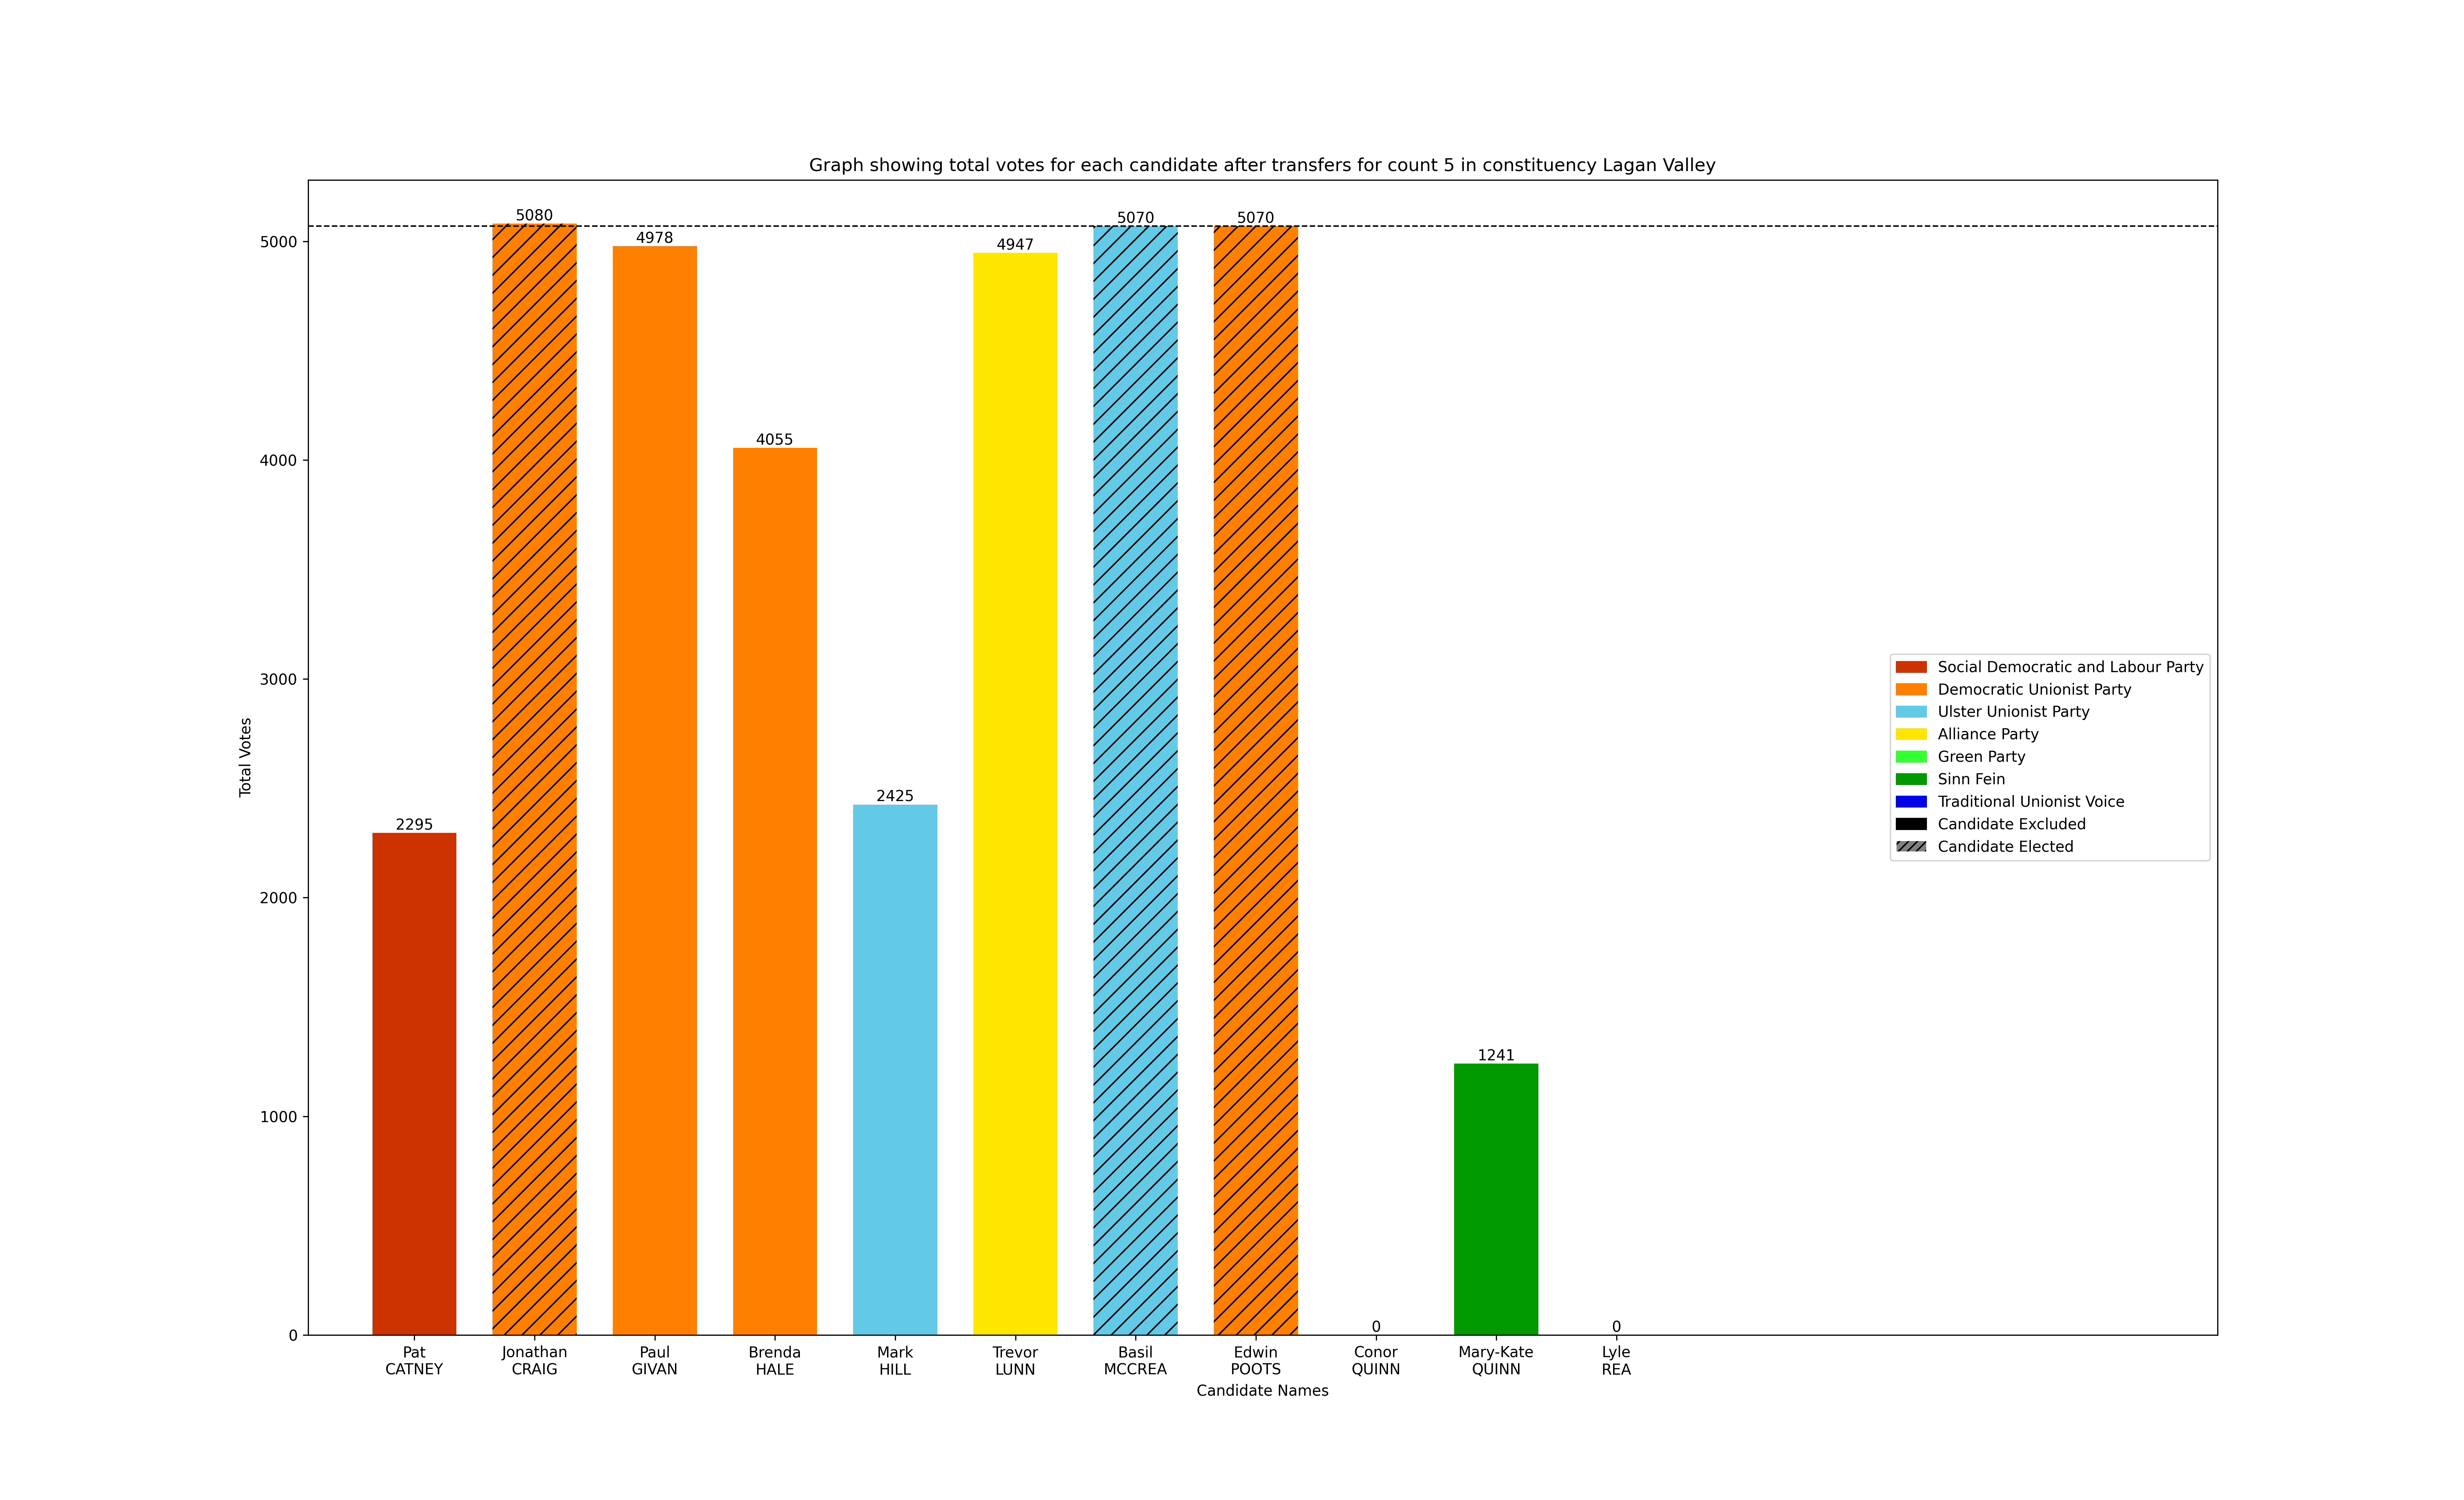 Graph showing total votes for each candidate after transfers for count 5 in constituency Lagan Valley
Total Votes
5000
4000
3000
2000
1000
0
2295
5080
4978
4055
2425
4947
5070
5070
0
1241
0
Pat
CATNEY
Jonathan
CRAIG
Paul
GIVAN
Brenda
HALE
Mark
HILL
Trevor
LUNN
Basil
MCCREA
Edwin
POOTS
Conor
QUINN
Mary-Kate
QUINN
Lyle
REA
Candidate Names
Social Democratic and Labour Party
Democratic Unionist Party
Ulster Unionist Party
Alliance Party
Green Party
Sinn Fein
Traditional Unionist Voice
Candidate Excluded
Candidate Elected